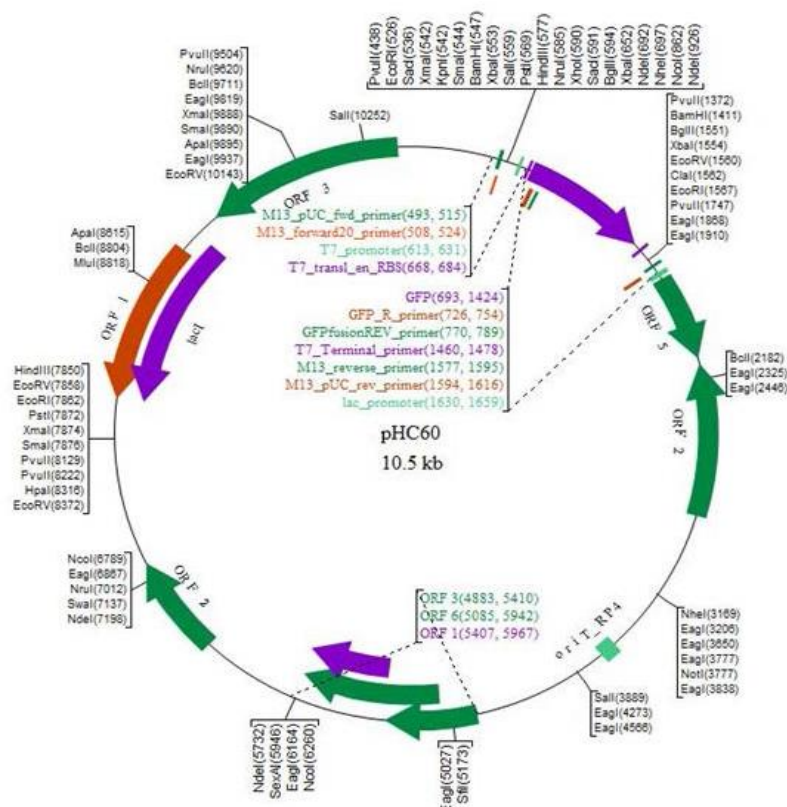 PvuII(438)
EcoRI(526)
SacI(536)
XmaI(542)
KpnI(542)
SmaI(544)
BamHI(547)
XbaI(553)
SalI(559)
PstI(569)
HindIII(577)
NruI(585)
XhoI(590)
SacI(591)
BglII(594)
XbaI(652)
NdeI(692)
NheI(697)
NcoI(862)
NdeI(926)
PvuII(9504)
NruI(9620)
BclI(9711)
EagI(9819)
XmaI(9888)
SmaI(9890)
ApaI(9895)
EagI(9937)
EcoRV(10143)
SalI(10252)
PvuII(1372)
BamHI(1411)
BglII(1551)
XbaI(1554)
EcoRV(1560)
ClaI(1562)
EcoRI(1567)
PvuII(1747)
EagI(1868)
EagI(1910)
ORF 3
M13_pUC_fwd_primer(493, 515)
M13_forward20_primer(508, 524)
T7_promoter(613, 631)
T7_transl_en_RBS(668, 684)
ApaI(8615)
BclI(8804)
MluI(8818)
ORF 1
lacI
GFP(693, 1424)
GFP_R_primer(726, 754)
GFPfusionREV_primer(770, 789)
T7_Terminal_primer(1460, 1478)
M13_reverse_primer(1577, 1595)
M13_pUC_rev_primer(1594, 1616)
lac_promoter(1630, 1659)
ORF 5
BclI(2182)
EagI(2325)
EagI(2446)
ORF 2
HindIII(7850)
EcoRV(7858)
EcoRI(7862)
PstI(7872)
XmaI(7874)
SmaI(7876)
PvuII(8129)
PvuII(8222)
HpaI(8316)
EcoRV(8372)
pHC60
10.5 kb
NcoI(6789)
EagI(6867)
NruI(7012)
SwaI(7137)
NdeI(7198)
ORF 2
ORF 3(4883, 5410)
ORF 6(5085, 5942)
ORF 1(5407, 5967)
oriT_RP4
NheI(3169)
EagI(3206)
EagI(3650)
EagI(3777)
NotI(3777)
EagI(3838)
SalI(3889)
EagI(4273)
EagI(4566)
NdeI(5732)
SexAI(5946)
EagI(6164)
NcoI(6260)
EagI(5027)
SfiI(5173)